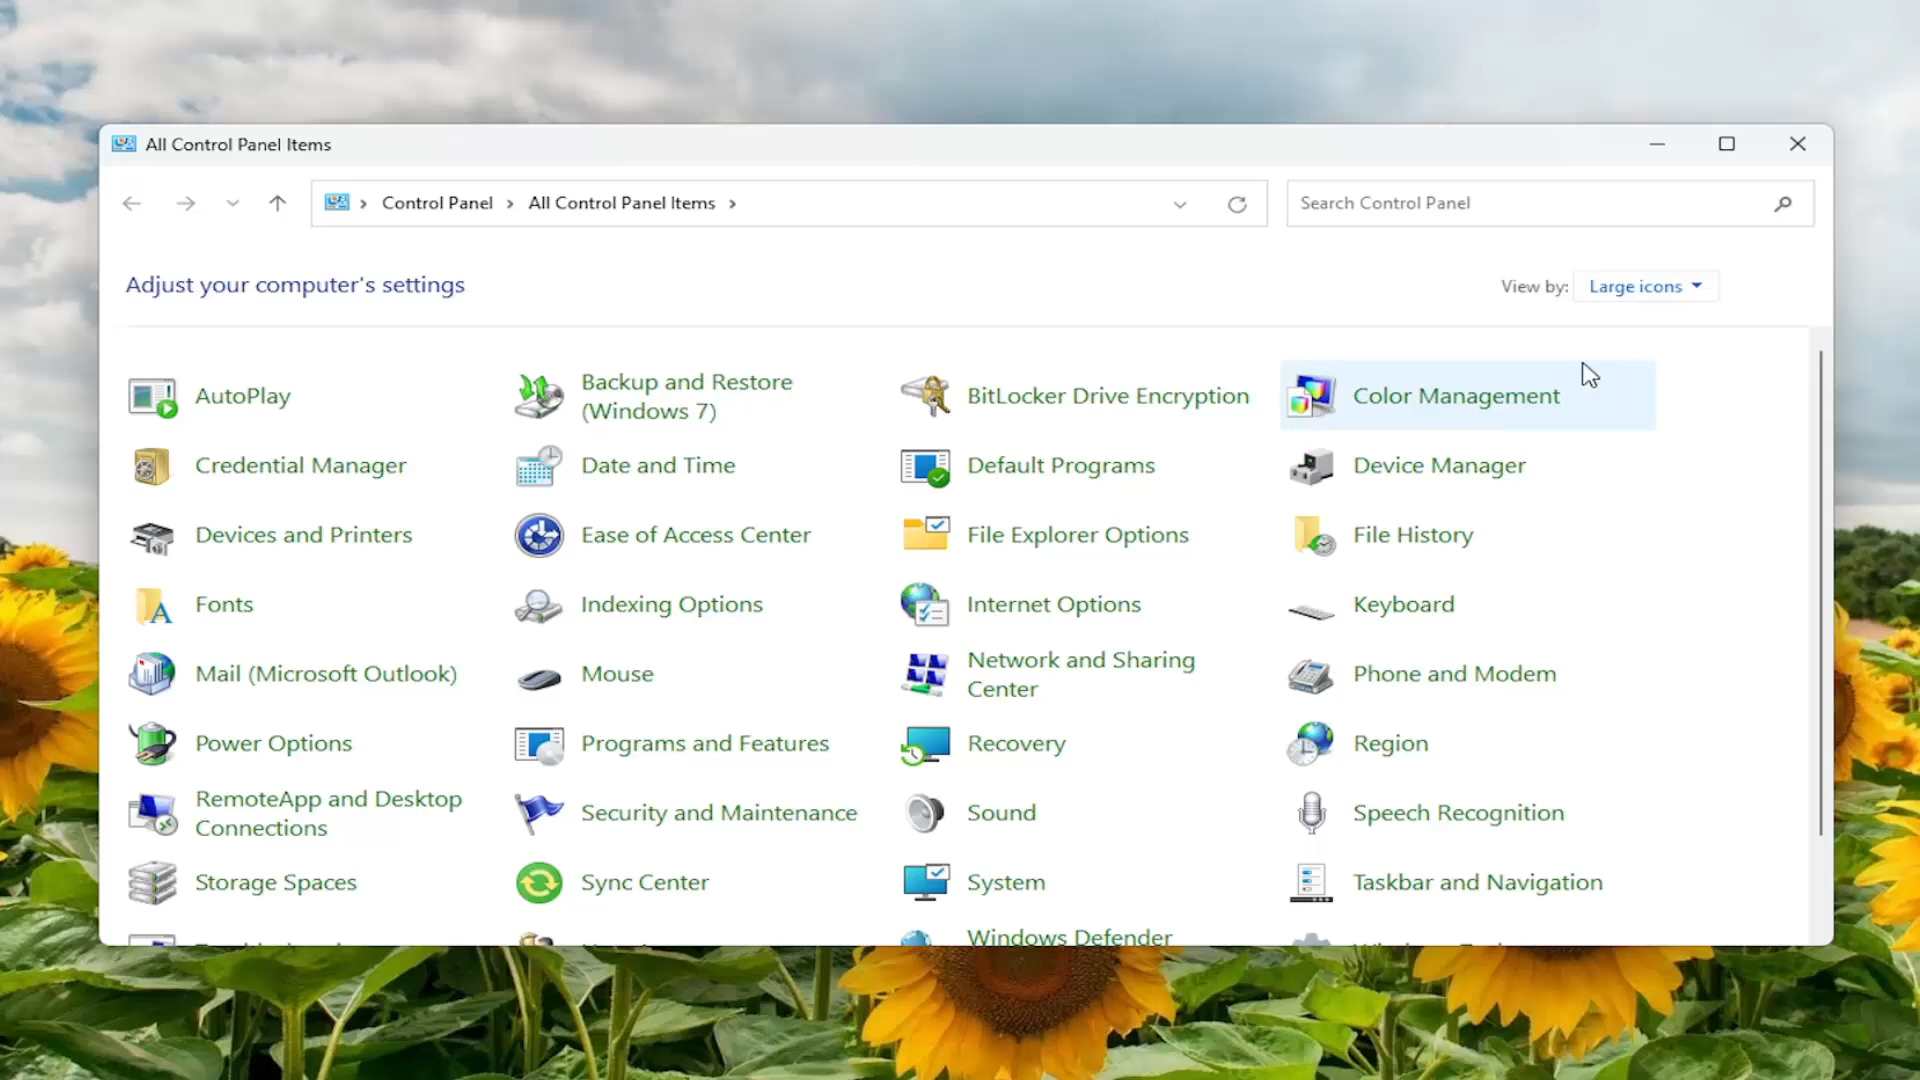 All Control Panel Items
Control Panel All Control Panel Items
Search Control Panel
Adjust your computer's settings
View by: Large icons
AutoPlay
Backup and Restore
(Windows 7)
BitLocker Drive Encryption
Color Management
Credential Manager
Date and Time
Default Programs
Device Manager
Devices and Printers
Ease of Access Center
File Explorer Options
File History
Fonts
Indexing Options
Internet Options
Keyboard
Mail (Microsoft Outlook)
Mouse
Network and Sharing
Center
Phone and Modem
Power Options
Programs and Features
Recovery
Region
RemoteApp and Desktop
Connections
Security and Maintenance
Sound
Speech Recognition
Storage Spaces
Sync Center
System
Taskbar and Navigation
Windows Defender